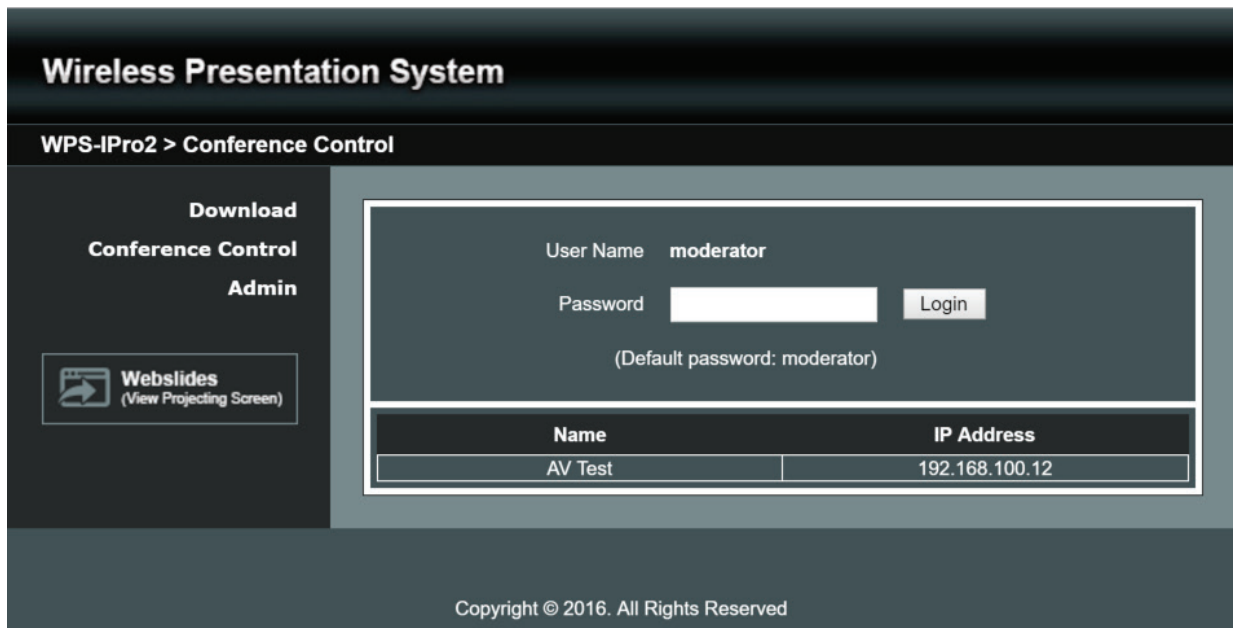 Wireless Presentation System
WPS-IPro2 > Conference Control
Download
Conference Control
Admin
Webslides
(View Projecting Screen)
User Name moderator
Password Login
(Default password: moderator)
Name IP Address
AV Test 192.168.100.12
Copyright © 2016. All Rights Reserved